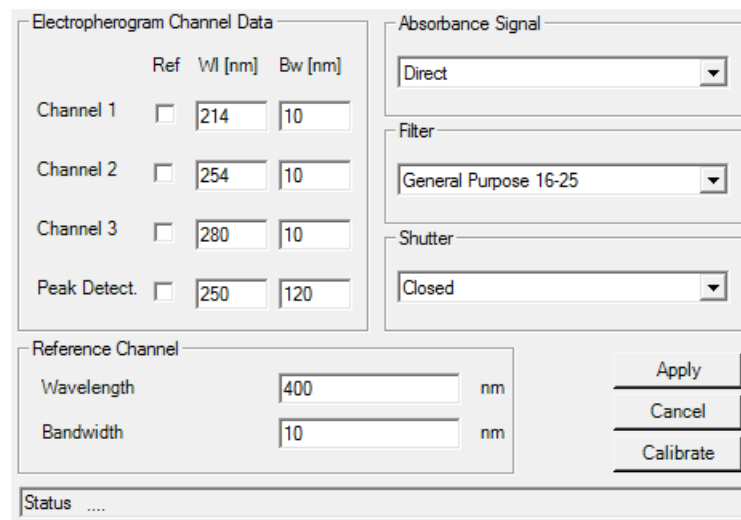 Electropherogram Channel Data
Ref Wl [nm] Bw [nm]
Channel 1 214 10
Channel 2 254 10
Channel 3 280 10
Peak Detect. 250 120
Absorbance Signal
Direct
Filter
General Purpose 16-25
Shutter
Closed
Reference Channel
Wavelength 400 nm
Bandwidth 10 nm
Apply
Cancel
Calibrate
Status ....